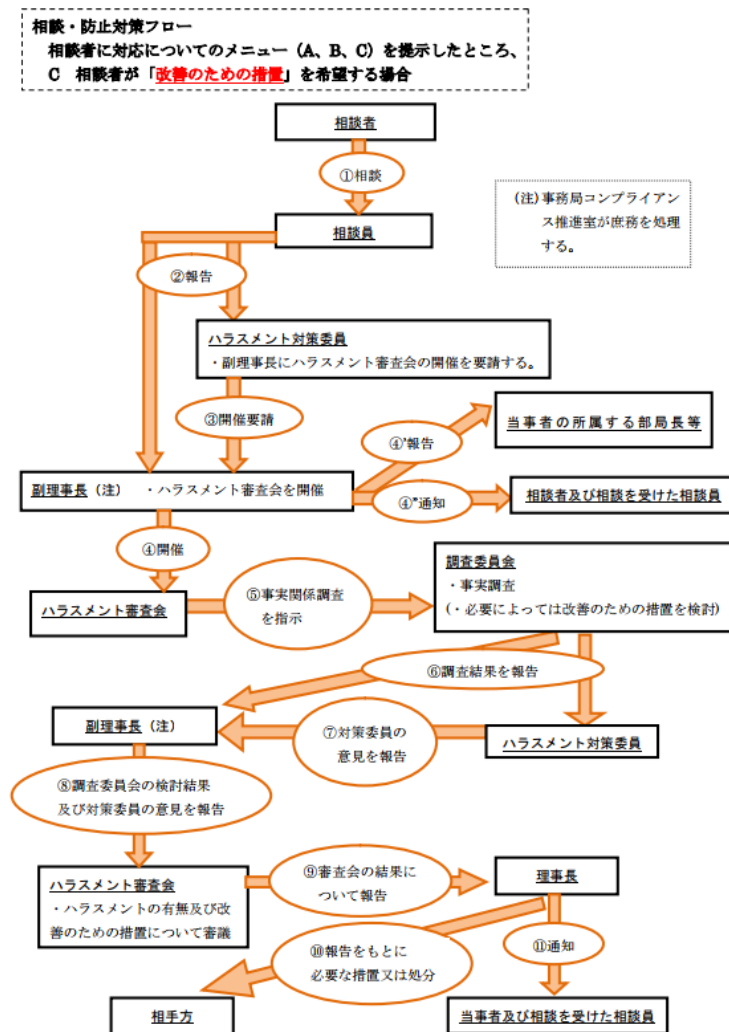 相談・防止対策フロー
相談者に対応についてのメニュー（A、B、C）を提示したところ、
C　相談者が「改善のための措置」を希望する場合
相談者
①相談
(注)事務局コンプライアン
ス推進室が庶務を処理
する。
相談員
②報告
ハラスメント対策委員
・副理事長にハラスメント審査会の開催を要請する。
③開催要請
当事者の所属する部局長等
④'報告
副理事長（注）　・ハラスメント審査会を開催
④”通知
相談者及び相談を受けた相談員
④開催
調査委員会
・事実調査
(・必要によっては改善のための措置を検討)
⑤事実関係調査
を指示
ハラスメント審査会
⑥調査結果を報告
副理事長（注）
⑦対策委員の
意見を報告
ハラスメント対策委員
⑧調査委員会の検討結果
及び対策委員の意見を報告
ハラスメント審査会
・ハラスメントの有無及び改
善のための措置について審議
⑨審査会の結果に
ついて報告
理事長
⑩報告をもとに
必要な措置又は処分
⑪通知
相手方
当事者及び相談を受けた相談員